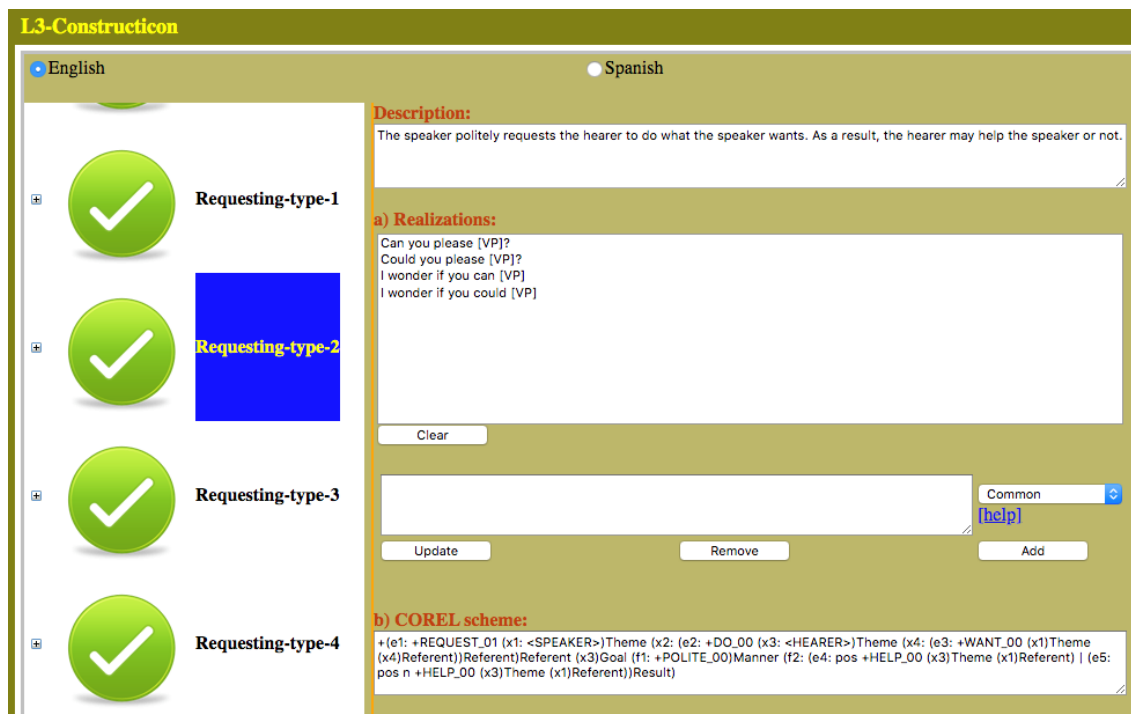 L3-Constructicon
English
Spanish
Requesting-type-1
Requesting-type-2
Requesting-type-3
Requesting-type-4
Description:
The speaker politely requests the hearer to do what the speaker wants. As a result, the hearer may help the speaker or not.
a) Realizations:
Can you please [VP]?
Could you please [VP]?
I wonder if you can [VP]
I wonder if you could [VP]
Clear
Common
[help]
Update
Remove
Add
b) COREL scheme:
+(e1: +REQUEST_01 (x1: <SPEAKER>)Theme (x2: (e2: +DO_00 (x3: <HEARER>)Theme (x4: (e3: +WANT_00 (x1)Theme
(x4)Referent))Referent)Referent (x3)Goal (f1: +POLITE_00)Manner (f2: (e4: pos +HELP_00 (x3)Theme (x1)Referent) | (e5:
pos n +HELP_00 (x3)Theme (x1)Referent))Result)